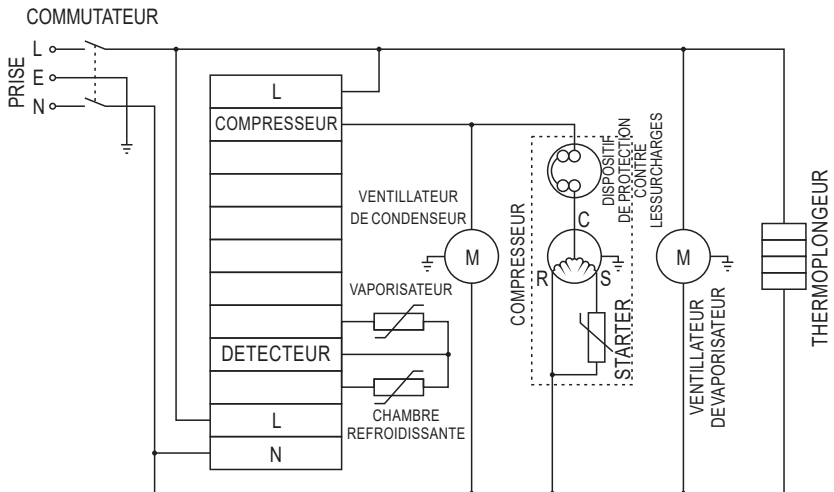 COMMUTATEUR
L
E
N
PRISE
L
COMPRESSEUR
DETECTEUR
L
N
VENTILLATEUR
DE CONDENSEUR
M
VAPORISATEUR
CHAMBRE
REFROIDISSANTE
COMPRESSEUR
DISPOSITIF
DE PROTECTION
CONTRE
LESSURCHARGES
C
R
S
STARTER
M
VENTILLATEUR
DEVAPORISATEUR
THERMOPLONGEUR